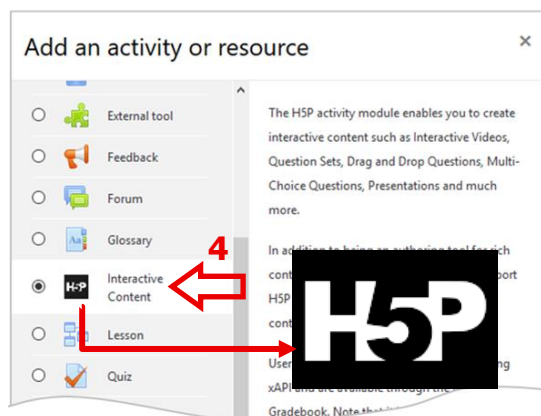 Add an activity or resource
×
External tool
Feedback
Forum
Aa
Glossary
4
H-P
Interactive
Content
Lesson
Quiz
The H5P activity module enables you to create
interactive content such as Interactive Videos,
Question Sets, Drag and Drop Questions, Multi-
Choice Questions, Presentations and much
more.
In addition to being an authoring tool for rich
cont
port
H5P
H5P
cont
User
ng
xAPI and are available through the
Gradebook. Note that